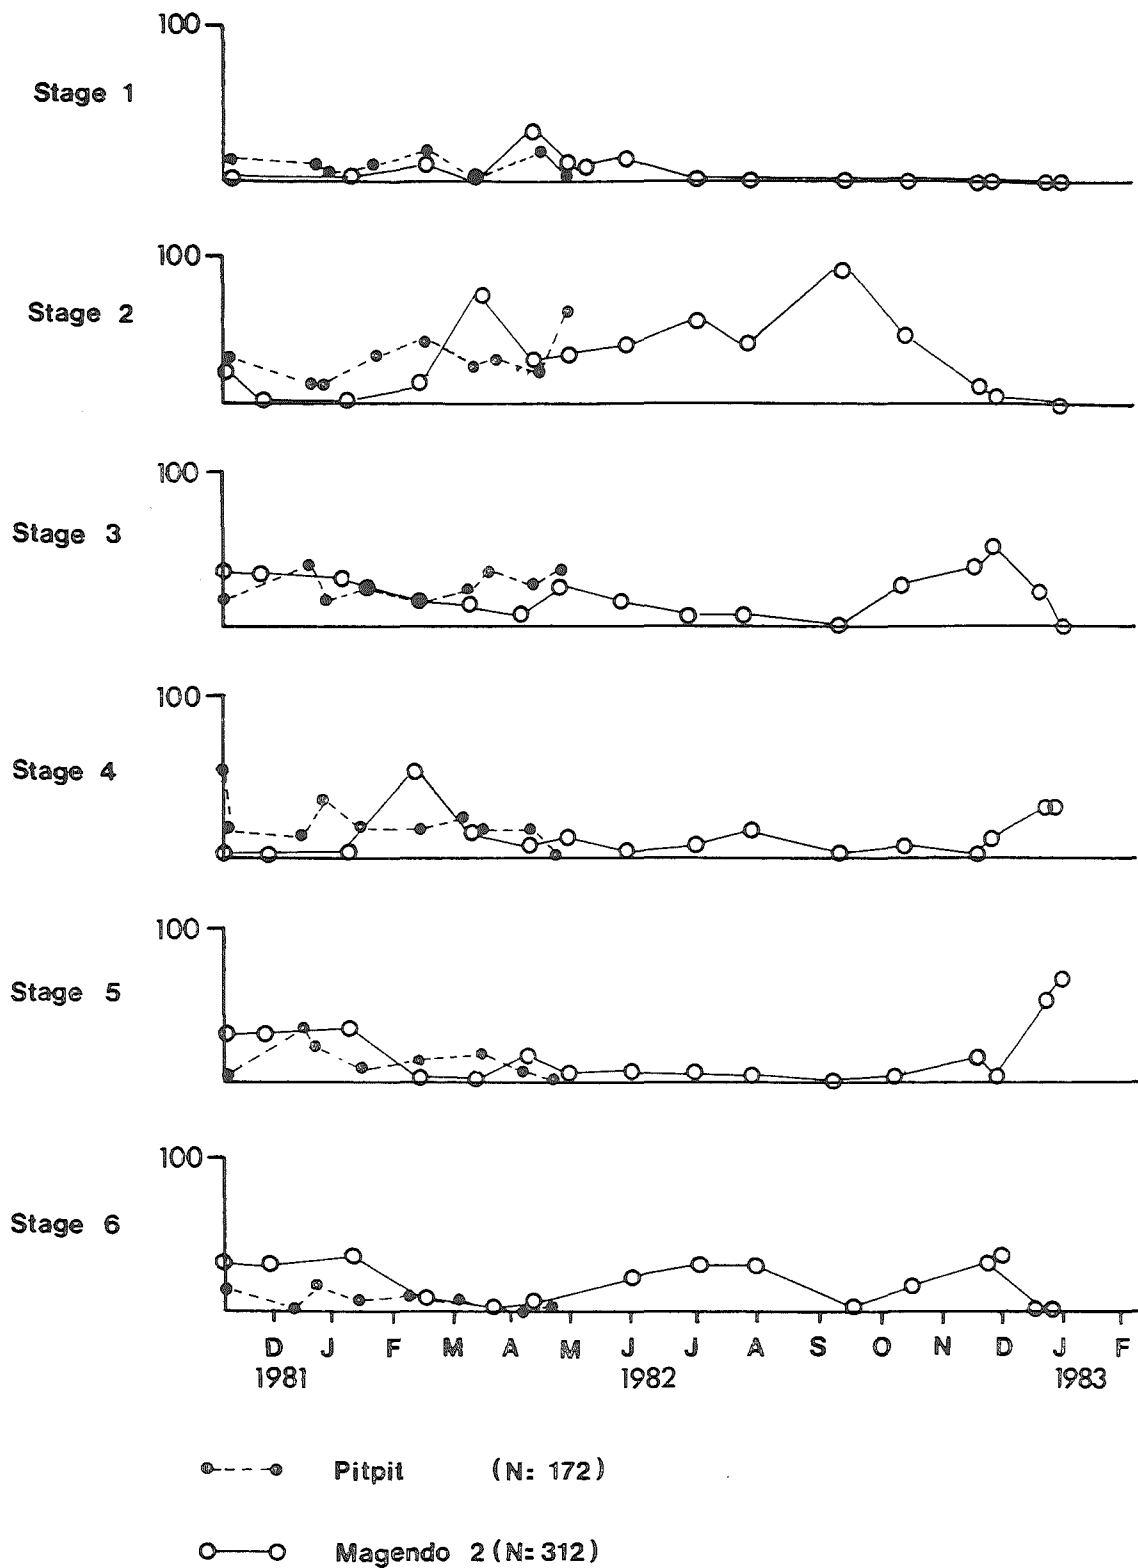 100
Stage 1
100
Stage 2
100
Stage 3
100
Stage 4
100
Stage 5
100
Stage 6
D J F M A M J J A S O N D J F
1981 1982 1983
Pitpit (N: 172)
Magendo 2 (N: 312)